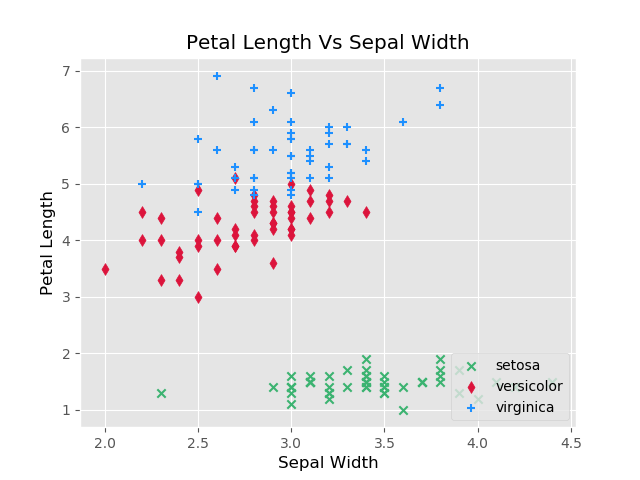 Petal Length Vs Sepal Width
Petal Length
7
6
5
4
3
2
1
setosa
versicolor
virginica
2.0 2.5 3.0 3.5 4.0 4.5
Sepal Width